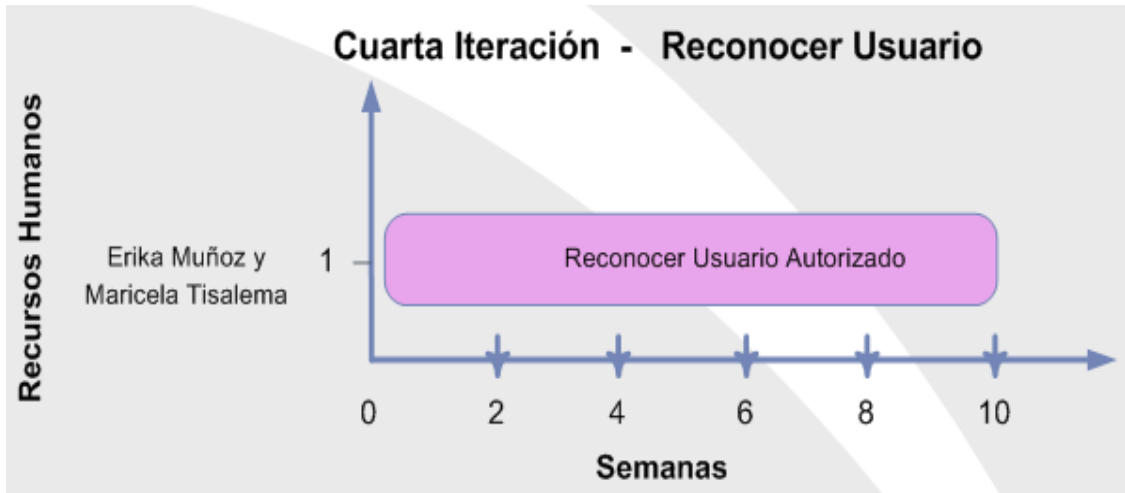 Cuarta Iteración - Reconocer Usuario
Recursos Humanos
Erika Muñoz y
Maricela Tisalema
1
Reconocer Usuario Autorizado
0 2 4 6 8 10
Semanas